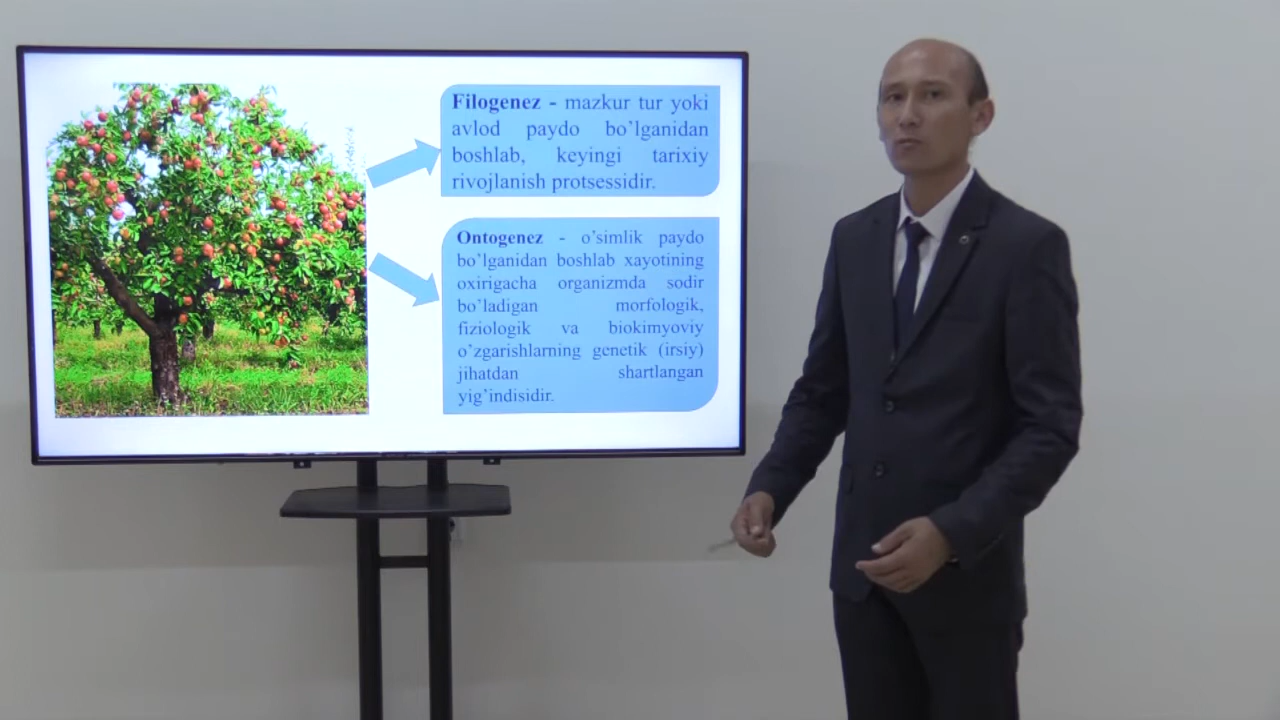 Filogenez - mazkur tur yoki
avlod paydo bo’lganidan
boshlab, keyingi tarixiy
rivojlanish protsessidir.
Ontogenez - o’simlik paydo
bo’lganidan boshlab xayotining
oxirigacha organizmda sodir
bo’ladigan morfologik,
fiziologik va biokimyoviy
o’zgarishlarning genetik (irsiy)
jihatdan shartlangan
yig’indisidir.